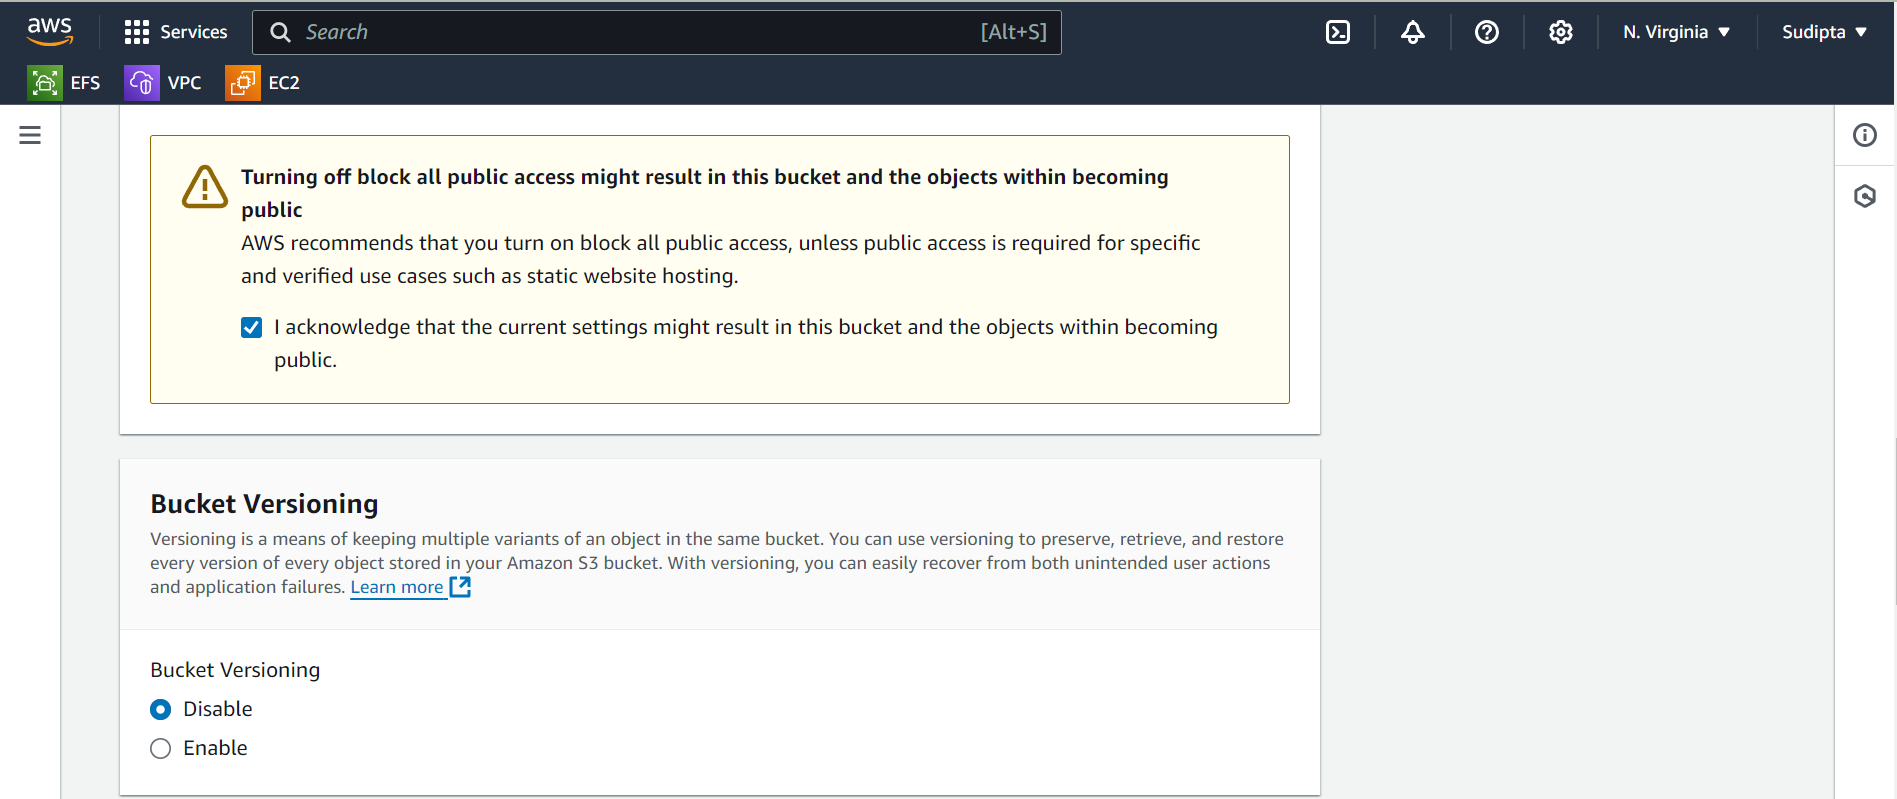 aws
Services
Search [Alt+S]
N. Virginia
Sudipta
EFS
VPC
EC2
Turning off block all public access might result in this bucket and the objects within becoming
public
AWS recommends that you turn on block all public access, unless public access is required for specific
and verified use cases such as static website hosting.
I acknowledge that the current settings might result in this bucket and the objects within becoming
public.
Bucket Versioning
Versioning is a means of keeping multiple variants of an object in the same bucket. You can use versioning to preserve, retrieve, and restore
every version of every object stored in your Amazon S3 bucket. With versioning, you can easily recover from both unintended user actions
and application failures. Learn more
Bucket Versioning
Disable
Enable